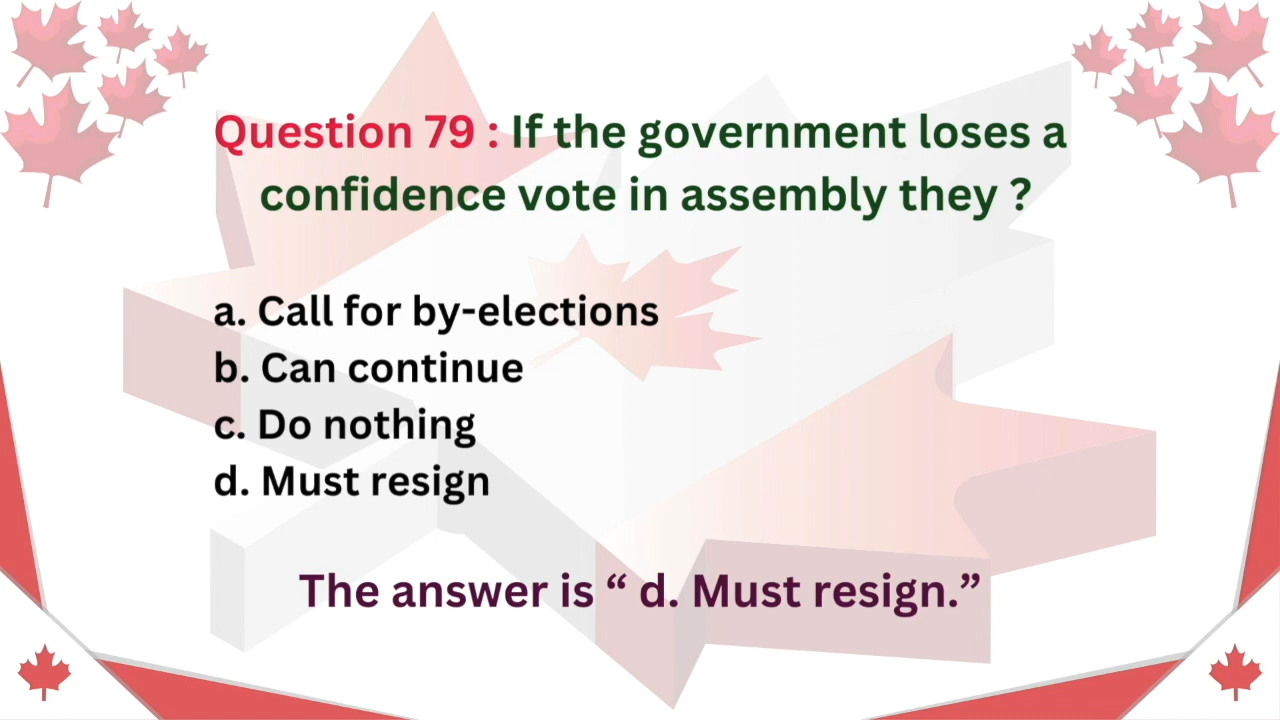 Question 79 : If the government loses a
confidence vote in assembly they ?
a. Call for by-elections
b. Can continue
c. Do nothing
d. Must resign
The answer is “ d. Must resign.”